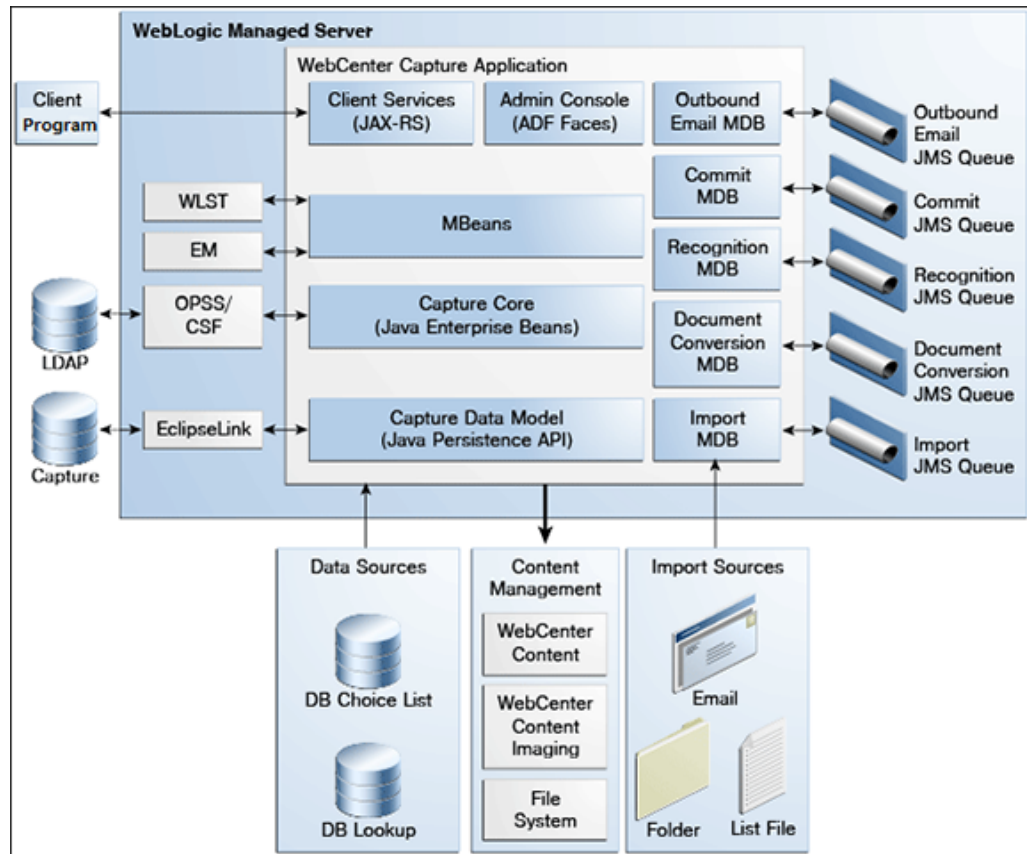 WebLogic Managed Server
WebCenter Capture Application
Client
Program
Client Services
(JAX-RS)
Admin Console
(ADF Faces)
Outbound
Email MDB
Outbound
Email
JMS Queue
WLST
MBeans
EM
Commit
MDB
Commit
JMS Queue
Recognition
MDB
Recognition
JMS Queue
LDAP
OPSS/
CSF
Capture Core
(Java Enterprise Beans)
Document
Conversion
MDB
Document
Conversion
JMS Queue
Capture
EclipseLink
Capture Data Model
(Java Persistence API)
Import
MDB
Import
JMS Queue
Data Sources
DB Choice List
DB Lookup
Content
Management
WebCenter
Content
WebCenter
Content
Imaging
File
System
Import Sources
Email
Folder
List File